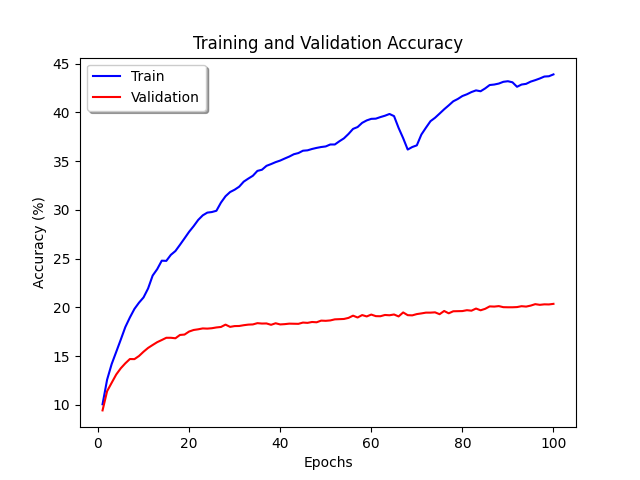 Training and Validation Accuracy
Train
Validation
45
40
35
30
25
20
15
10
Accuracy (%)
0 20 40 60 80 100
Epochs